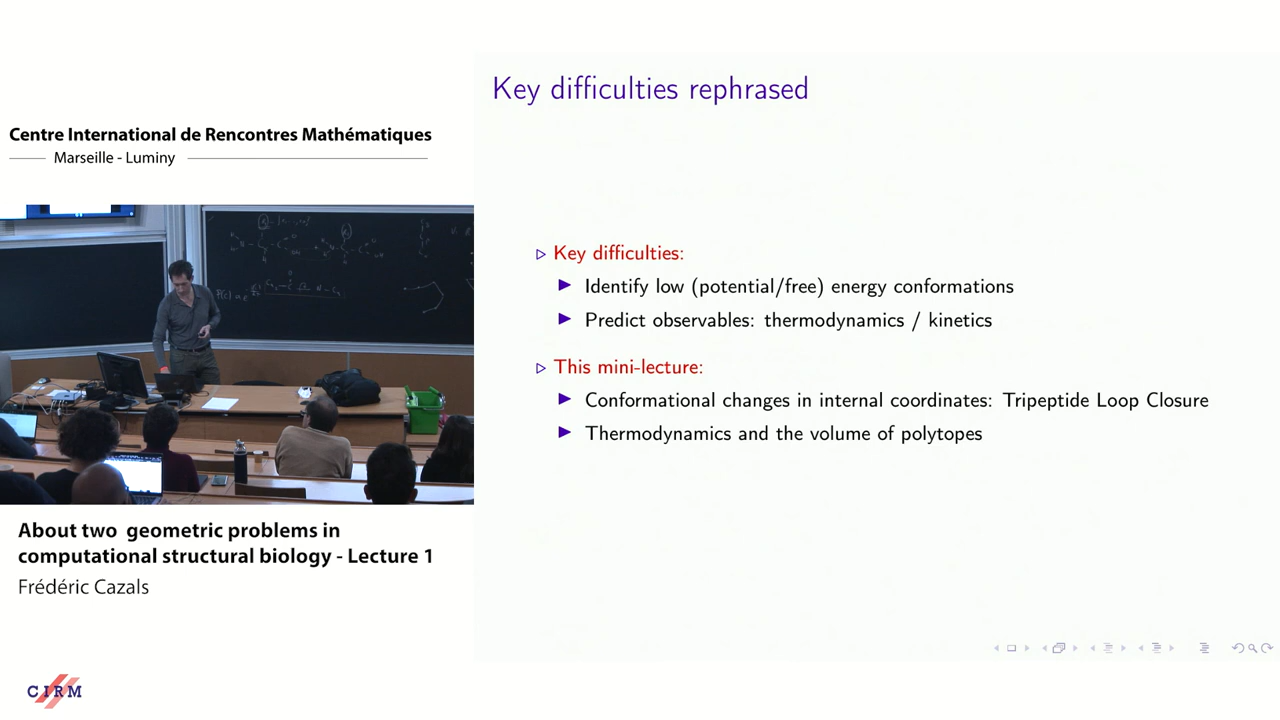 Centre International de Rencontres Mathématiques
Marseille - Luminy
About two geometric problems in
computational structural biology - Lecture 1
Frédéric Cazals
CIRM
Key difficulties rephrased
Key difficulties:
Identify low (potential/free) energy conformations
Predict observables: thermodynamics / kinetics
This mini-lecture:
Conformational changes in internal coordinates: Tripeptide Loop Closure
Thermodynamics and the volume of polytopes